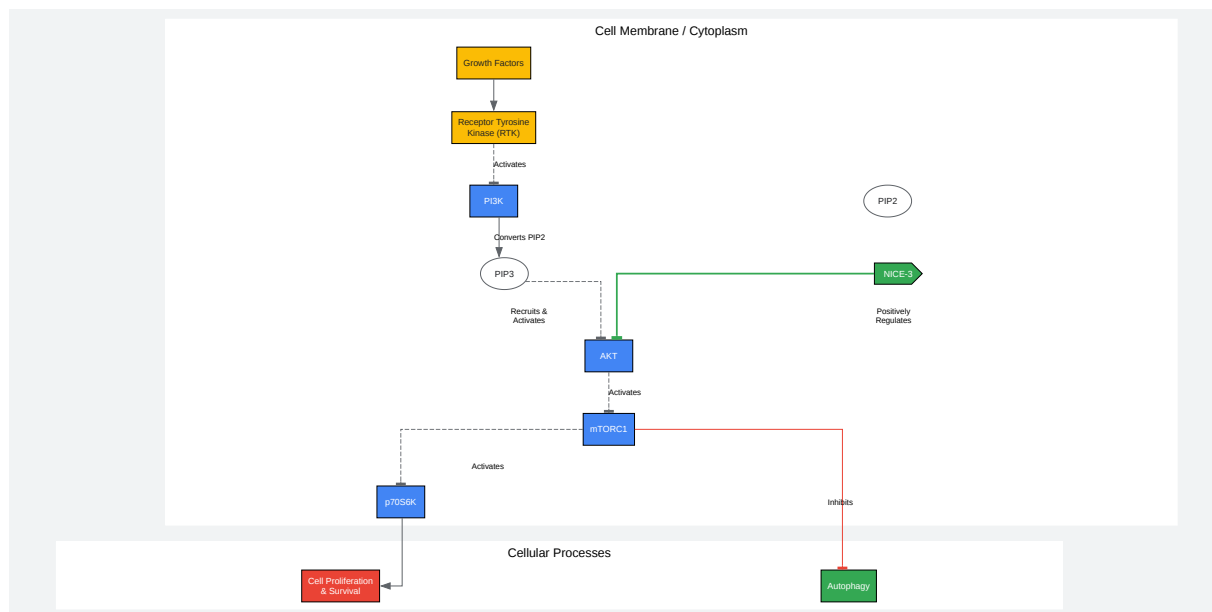 Cell Membrane / Cytoplasm
Growth Factors
Receptor Tyrosine
Kinase (RTK)
Activates
PI3K
PIP2
Converts PIP2
PIP3
NICE-3
Recruits &
Activates
Positively
Regulates
AKT
Activates
mTORC1
Activates
p70S6K
Inhibits
Cellular Processes
Cell Proliferation
& Survival
Autophagy